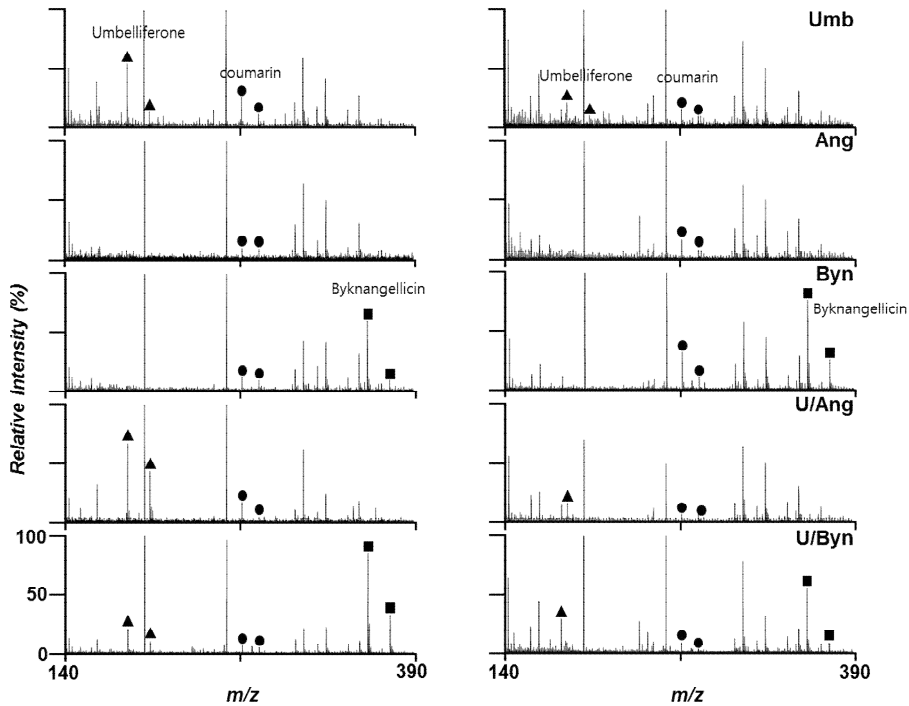 Umb
Umbelliferone
coumarin
Umbelliferone
coumarin
Ang
Byn
Byknangellicin
Byknangellicin
U/Ang
U/Byn
Relative Intensity (%)
100
50
0
140
390
140
390
m/z
m/z